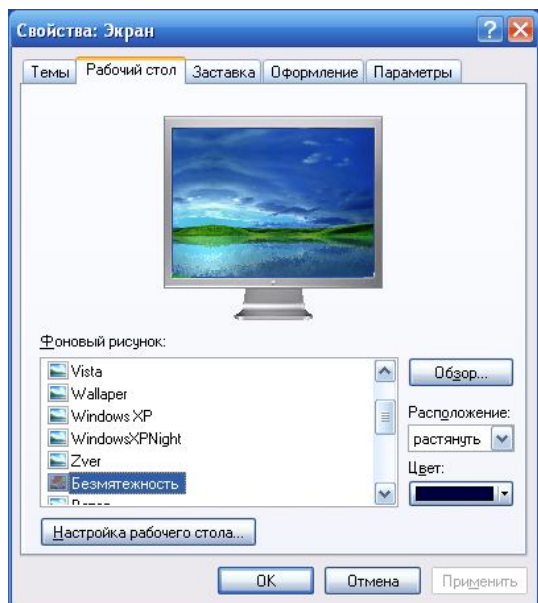 Свойства: Экран
Темы Рабочий стол Заставка Оформление Параметры
Фоновый рисунок:
Vista
Wallaper
Windows XP
WindowsXPNight
Zver
Безмятежность
Обзор...
Расположение:
растянуть
Цвет:
Настройка рабочего стола...
OK Отмена Применить